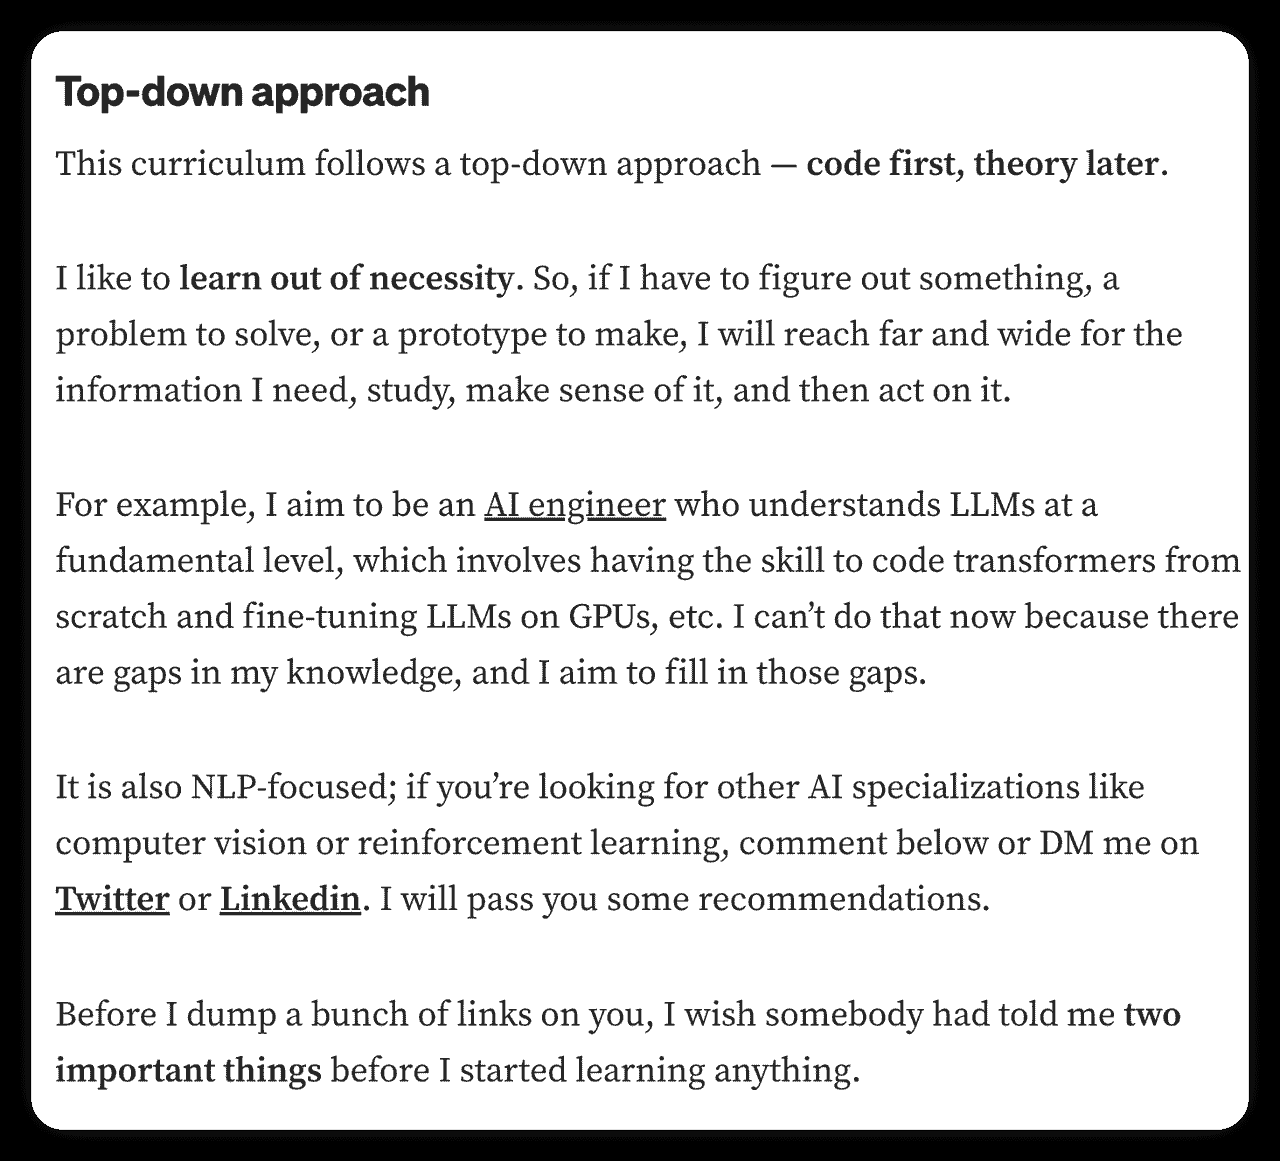 Top-down approach
This curriculum follows a top-down approach — code first, theory later.
I like to learn out of necessity. So, if I have to figure out something, a
problem to solve, or a prototype to make, I will reach far and wide for the
information I need, study, make sense of it, and then act on it.
For example, I aim to be an AI engineer who understands LLMs at a
fundamental level, which involves having the skill to code transformers from
scratch and fine-tuning LLMs on GPUs, etc. I can’t do that now because there
are gaps in my knowledge, and I aim to fill in those gaps.
It is also NLP-focused; if you’re looking for other AI specializations like
computer vision or reinforcement learning, comment below or DM me on
Twitter or Linkedin. I will pass you some recommendations.
Before I dump a bunch of links on you, I wish somebody had told me two
important things before I started learning anything.